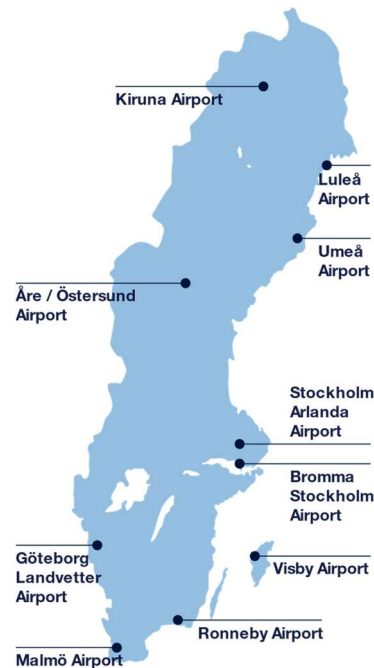 Kiruna Airport
Luleå
Airport
Umeå
Airport
Åre / Östersund
Airport
Stockholm
Arlanda
Airport
Bromma
Stockholm
Airport
Göteborg
Landvetter
Airport
Visby Airport
Ronneby Airport
Malmö Airport